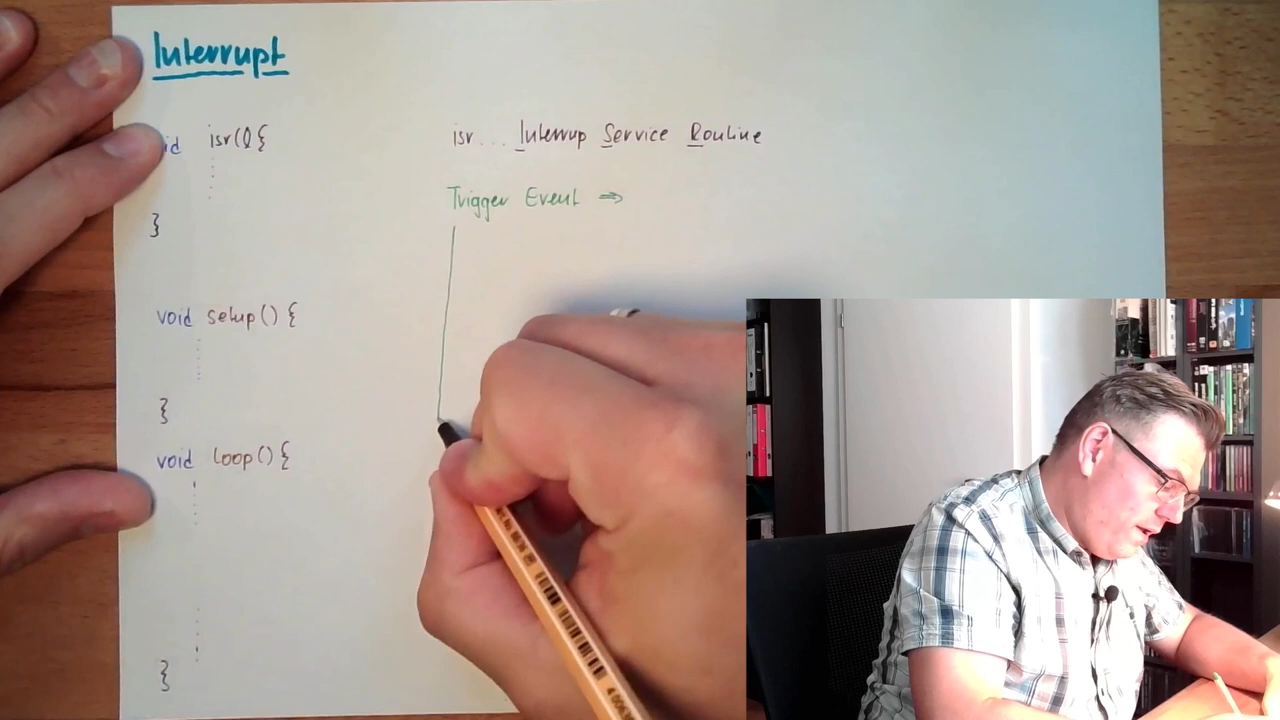 Interrupt
id isr() {
isr... Interrup Service Routine
Trigger Event ⇒
}
void setup() {
}
void loop() {
}